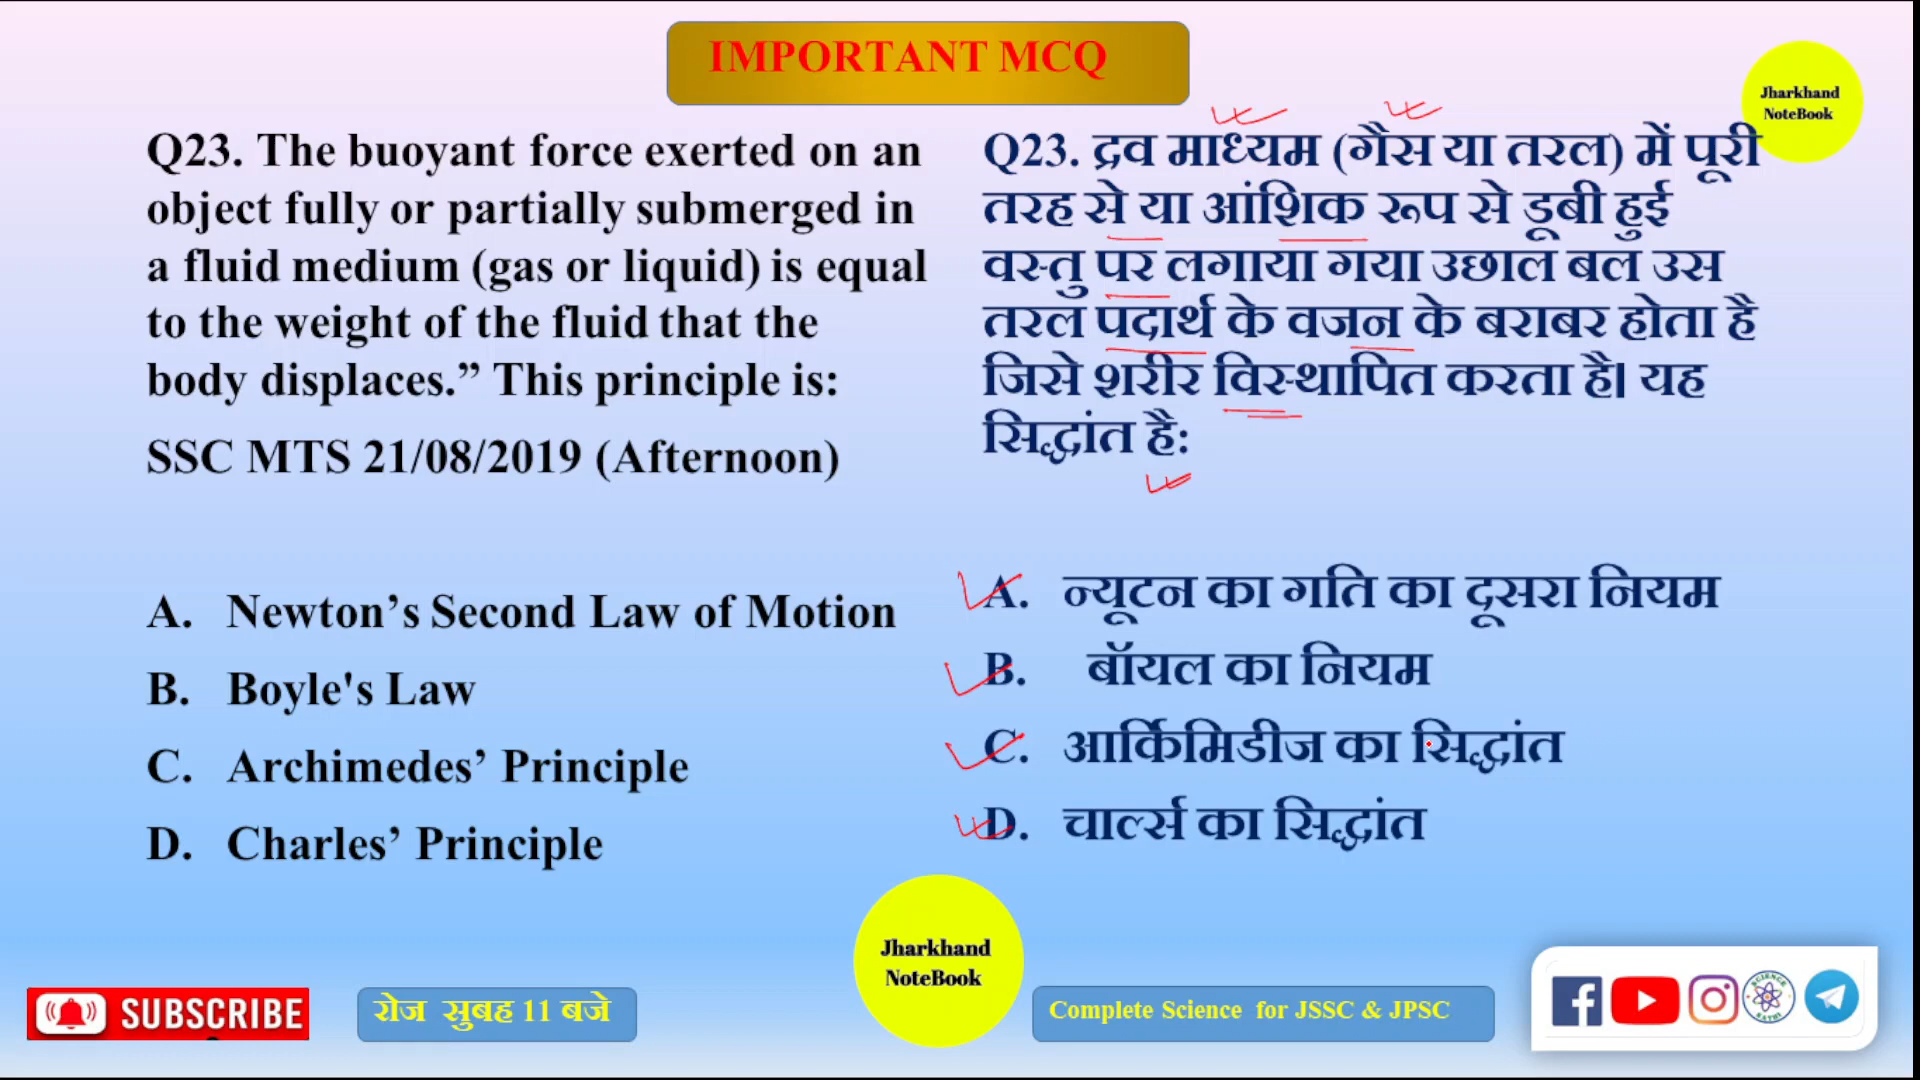 IMPORTANT MCQ
Jharkhand
NoteBook
Q23. The buoyant force exerted on an
object fully or partially submerged in
a fluid medium (gas or liquid) is equal
to the weight of the fluid that the
body displaces.” This principle is:
SSC MTS 21/08/2019 (Afternoon)
A. Newton’s Second Law of Motion
B. Boyle's Law
C. Archimedes’ Principle
D. Charles’ Principle
Q23. द्रव माध्यम (गैस या तरल) में पूरी
तरह से या आंशिक रूप से डूबी हुई
वस्तु पर लगाया गया उछाल बल उस
तरल पदार्थ के वजन के बराबर होता है
जिसे शरीर विस्थापित करता है। यह
सिद्धांत है:
A. न्यूटन का गति का दूसरा नियम
B. बॉयल का नियम
C. आर्किमिडीज का सिद्धांत
D. चार्ल्स का सिद्धांत
Jharkhand
NoteBook
SUBSCRIBE
रोज सुबह 11 बजे
Complete Science for JSSC & JPSC
SCIENCE